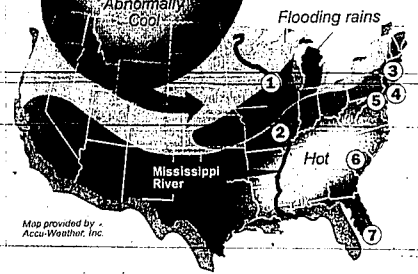 Abnormally
Cool
Flooding rains
1
3
4
5
2
Hot
6
Mississippi
River
Map provided by
Accu-Weather, Inc.
7